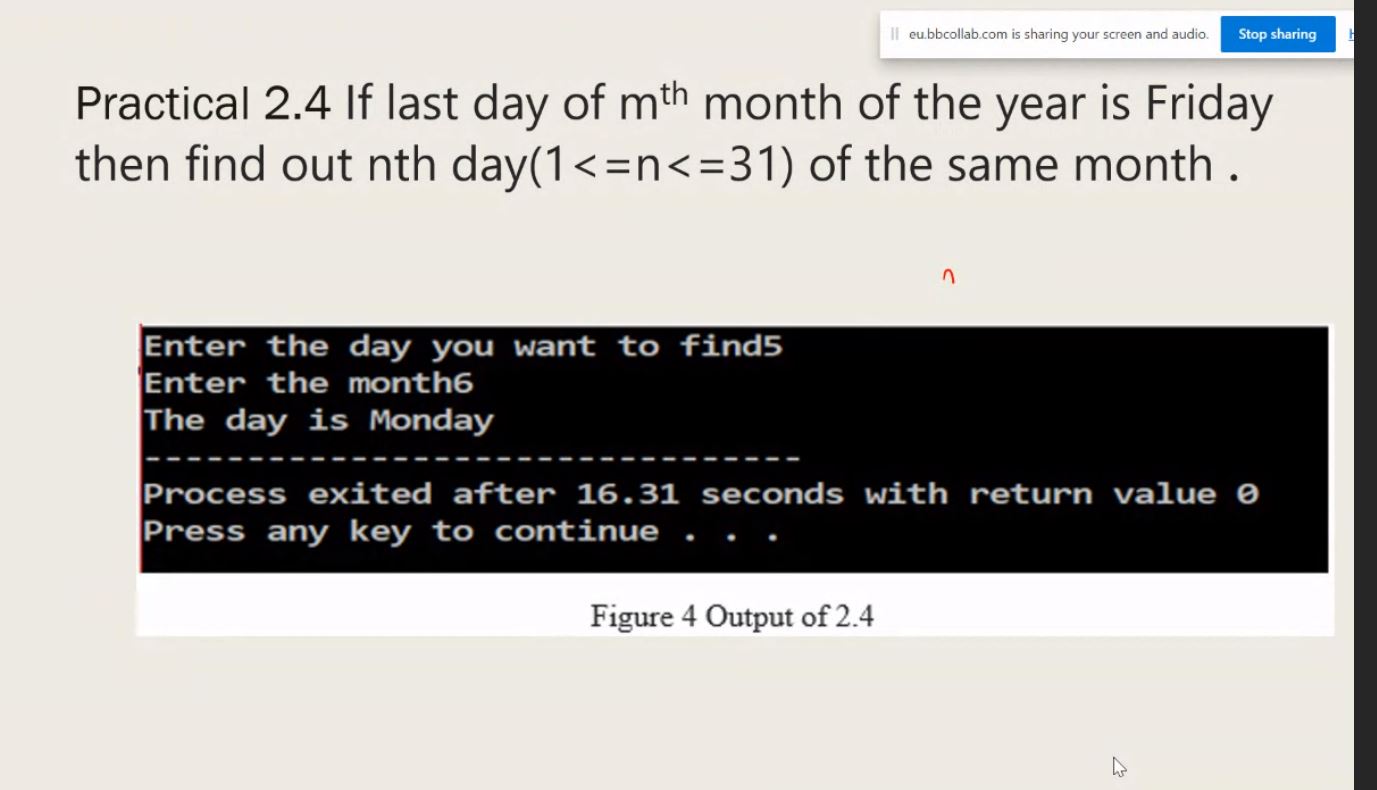 eu.bbcollab.com is sharing your screen and audio. Stop sharing
Practical 2.4 If last day of mth month of the year is Friday
then find out nth day(1<=n<=31) of the same month .
Enter the day you want to find5
Enter the month6
The day is Monday
--------------------------------
Process exited after 16.31 seconds with return value 0
Press any key to continue . . .
Figure 4 Output of 2.4